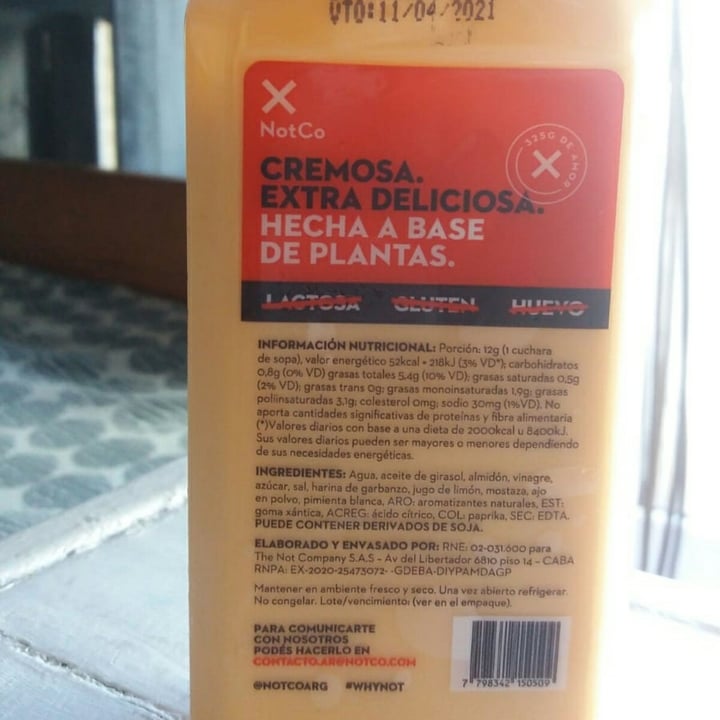 VTO:11/04/2021
NotCo
325G DE AMOR
CREMOSA.
EXTRA DELICIOSA.
HECHA A BASE
DE PLANTAS.
LACTOSA GLUTEN HUEVO
INFORMACIÓN NUTRICIONAL: Porción: 12g (1 cuchara
de sopa), valor energético 52kcal = 218kJ (3% VD*); carbohidratos
0,8g (0% VD) grasas totales 5,4g (10% VD); grasas saturadas 0,5g
(2% VD); grasas trans 0g; grasas monoinsaturadas 1,9g; grasas
poliinsaturadas 3,1g; colesterol 0mg; sodio 30mg (1%VD). No
aporta cantidades significativas de proteínas y fibra alimentaria
(*)Valores diarios con base a una dieta de 2000kcal u 8400kJ.
Sus valores diarios pueden ser mayores o menores dependiendo
de sus necesidades energéticas.
INGREDIENTES: Agua, aceite de girasol, almidón, vinagre,
azúcar, sal, harina de garbanzo, jugo de limón, mostaza, ajo
en polvo, pimienta blanca, ARO: aromatizantes naturales, EST:
goma xántica, ACREG: ácido cítrico, COL: paprika, SEC: EDTA.
PUEDE CONTENER DERIVADOS DE SOJA.
ELABORADO Y ENVASADO POR: RNE: 02-031.600 para
The Not Company S.A.S - Av del Libertador 6810 piso 14 - CABA
RNPA: EX-2020-25473072- -GDEBA-DIYPAMDAGP
Mantener en ambiente fresco y seco. Una vez abierto refrigerar.
No congelar. Lote/vencimiento: (ver en el empaque).
PARA COMUNICARTE
CON NOSOTROS
PODÉS HACERLO EN
CONTACTO.AR@NOTCO.COM
@NOTCOARG #WHYNOT
7 798342 150509